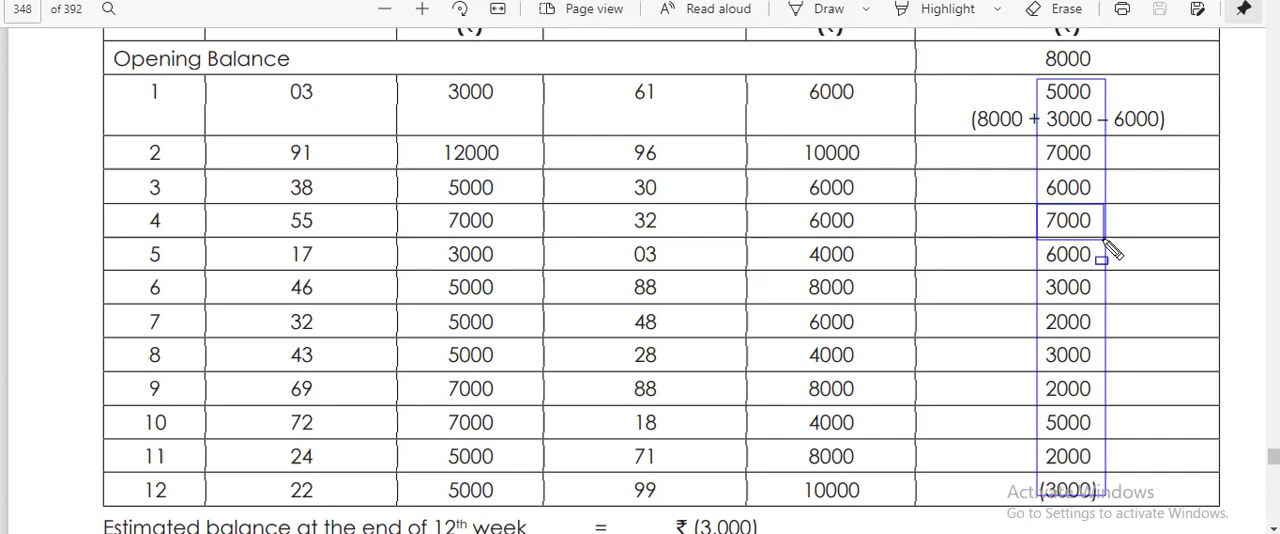 348 of 392 Page view Read aloud Draw Highlight Erase
(₹) (₹) (₹)
Opening Balance 8000
1 03 3000 61 6000 5000
(8000 + 3000 – 6000)
2 91 12000 96 10000 7000
3 38 5000 30 6000 6000
4 55 7000 32 6000 7000
5 17 3000 03 4000 6000
6 46 5000 88 8000 3000
7 32 5000 48 6000 2000
8 43 5000 28 4000 3000
9 69 7000 88 8000 2000
10 72 7000 18 4000 5000
11 24 5000 71 8000 2000
12 22 5000 99 10000 (3000)
Activate Windows
Go to Settings to activate Windows.
Estimated balance at the end of 12th week = ₹ (3,000)